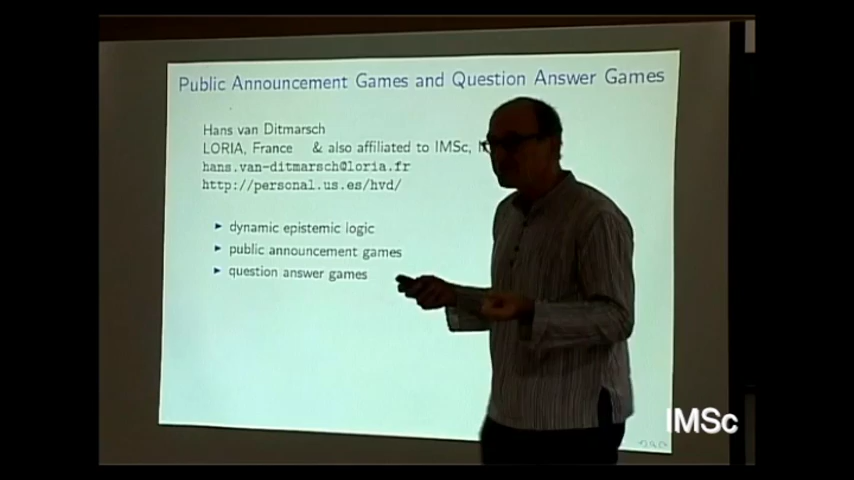 Public Announcement Games and Question Answer Games
Hans van Ditmarsch
LORIA, France & also affiliated to IMSc,
hans.van-ditmarsch@loria.fr
http://personal.us.es/hvd/
▶ dynamic epistemic logic
▶ public announcement games
▶ question answer games
IMSc